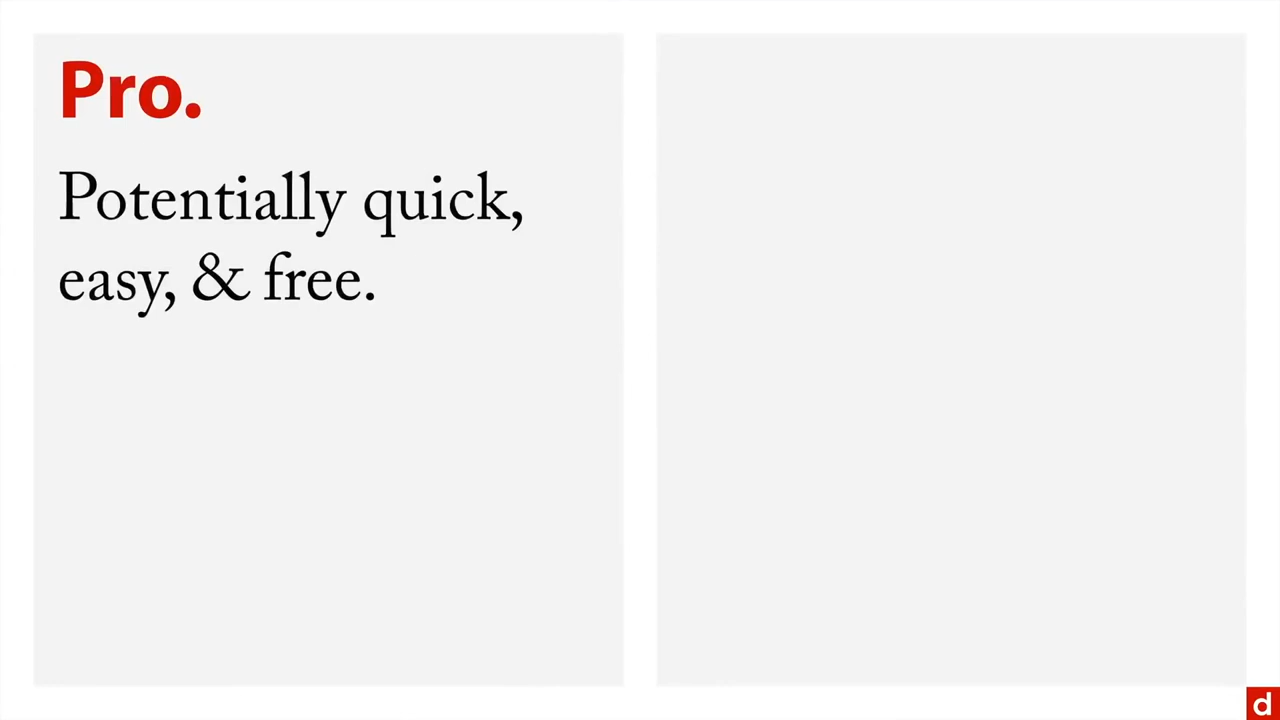 Pro.
Potentially quick,
easy, & free.
d